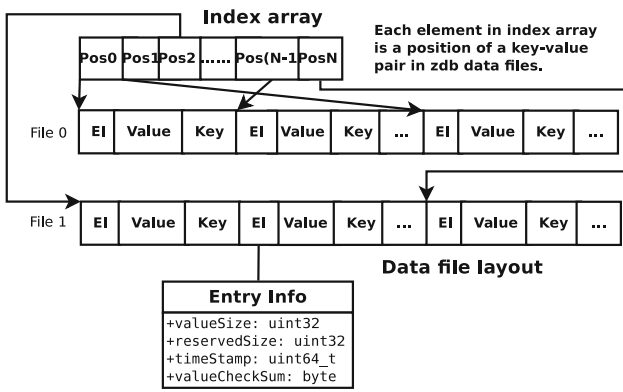 Index array
Each element in index array
is a position of a key-value
pair in zdb data files.
Pos0 Pos1 Pos2 ...... Pos(N-1 PosN
File 0 EI Value Key EI Value Key ... EI Value Key ...
File 1 EI Value Key EI Value Key ... EI Value Key ...
Data file layout
Entry Info
+valueSize: uint32
+reservedSize: uint32
+timeStamp: uint64_t
+valueCheckSum: byte